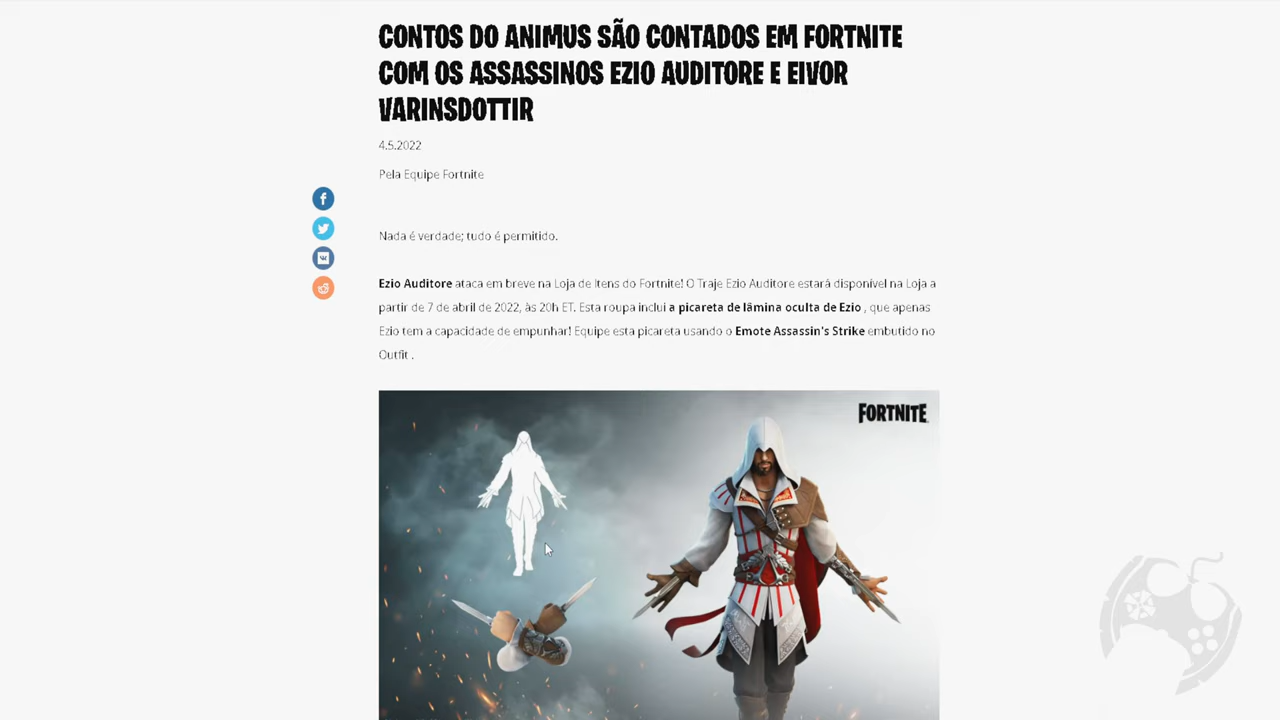 CONTOS DO ANIMUS SÃO CONTADOS EM FORTNITE
COM OS ASSASSINOS EZIO AUDITORE E EIVOR
VARINSDOTTIR
4.5.2022
Pela Equipe Fortnite
Nada é verdade; tudo é permitido.
Ezio Auditore ataca em breve na Loja de Itens do Fortnite! O Traje Ezio Auditore estará disponível na Loja a
partir de 7 de abril de 2022, às 20h ET. Esta roupa inclui a picareta de lâmina oculta de Ezio , que apenas
Ezio tem a capacidade de empunhar! Equipe esta picareta usando o Emote Assassin's Strike embutido no
Outfit .
FORTNITE